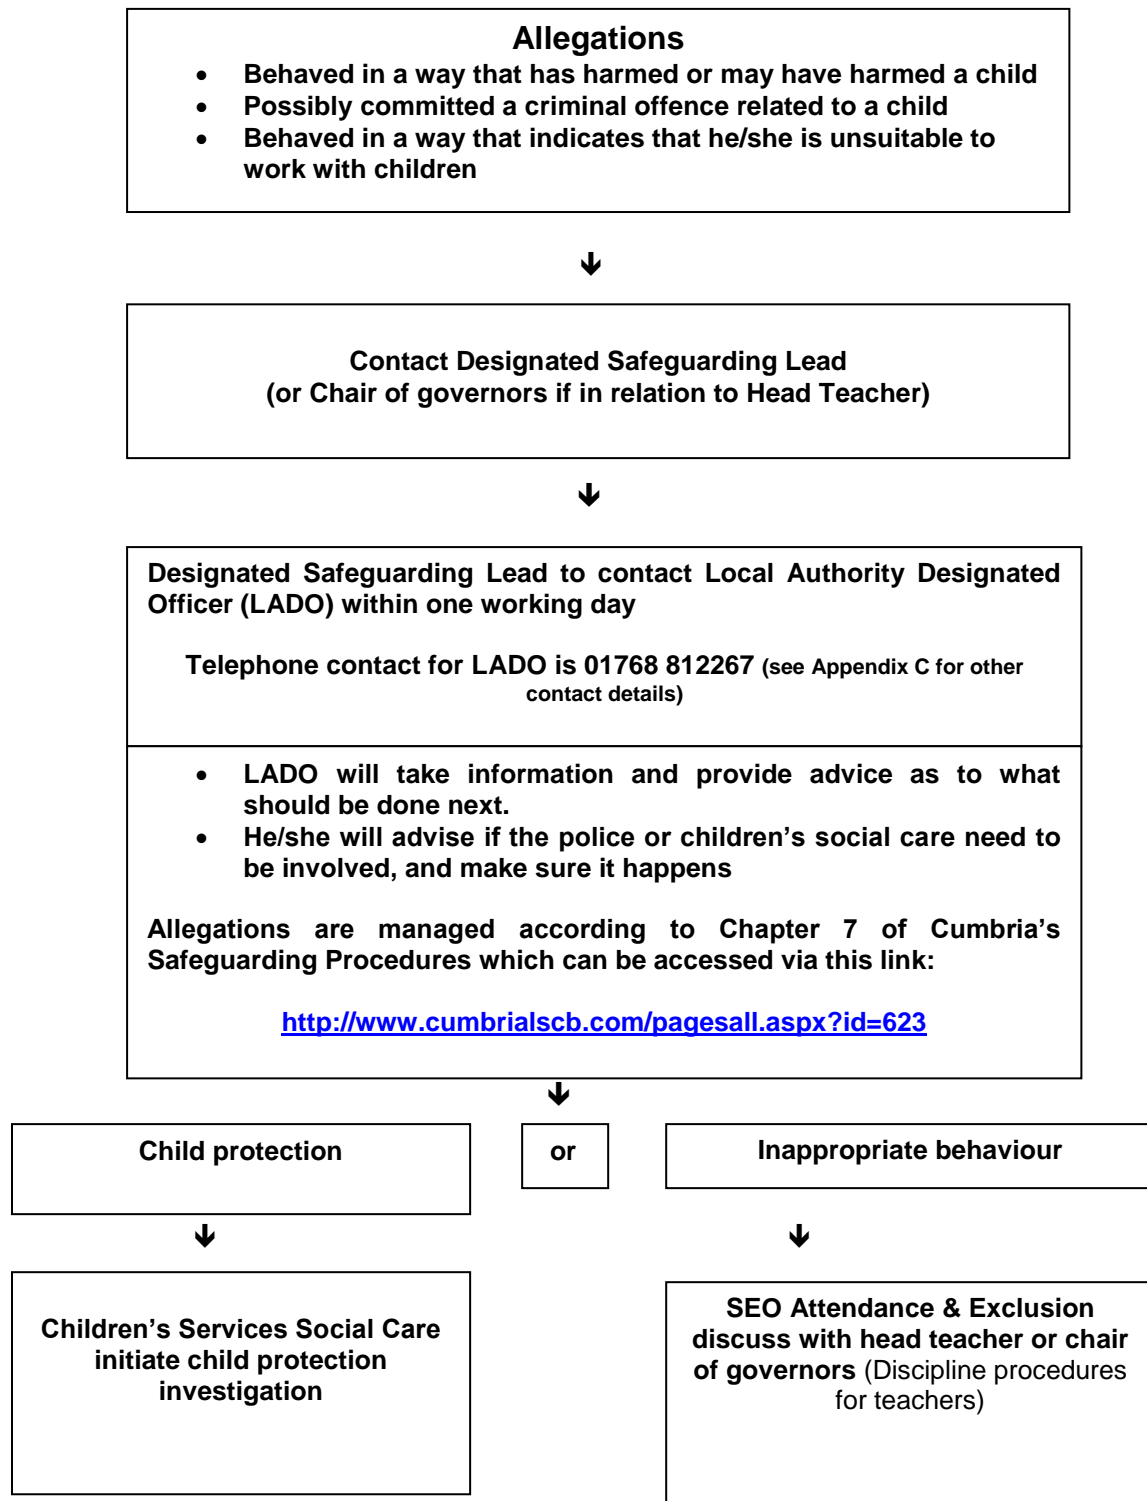 Allegations
• Behaved in a way that has harmed or may have harmed a child
• Possibly committed a criminal offence related to a child
• Behaved in a way that indicates that he/she is unsuitable to
work with children
Contact Designated Safeguarding Lead
(or Chair of governors if in relation to Head Teacher)
Designated Safeguarding Lead to contact Local Authority Designated
Officer (LADO) within one working day
Telephone contact for LADO is 01768 812267 (see Appendix C for other
contact details)
• LADO will take information and provide advice as to what
should be done next.
• He/she will advise if the police or children’s social care need to
be involved, and make sure it happens
Allegations are managed according to Chapter 7 of Cumbria’s
Safeguarding Procedures which can be accessed via this link:
http://www.cumbrialscb.com/pagesall.aspx?id=623
Child protection
or
Inappropriate behaviour
Children’s Services Social Care
initiate child protection
investigation
SEO Attendance & Exclusion
discuss with head teacher or chair
of governors (Discipline procedures
for teachers)